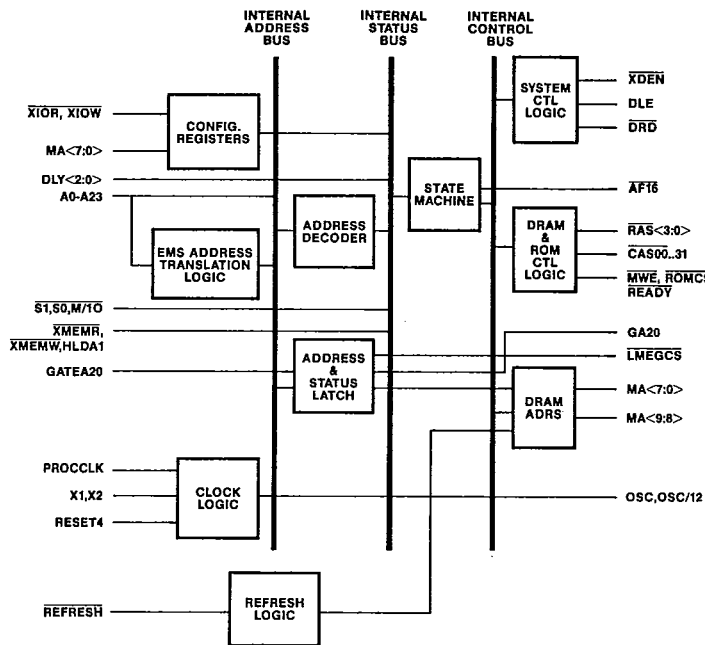 INTERNAL
ADDRESS
BUS
INTERNAL
STATUS
BUS
INTERNAL
CONTROL
BUS
XIOR, XIOW
MA<7:0>
CONFIG.
REGISTERS
SYSTEM
CTL
LOGIC
XDEN
DLE
DRD
DLY<2:0>
A0-A23
STATE
MACHINE
AF16
EMS ADDRESS
TRANSLATION
LOGIC
ADDRESS
DECODER
DRAM
&
ROM
CTL
LOGIC
RAS<3:0>
CAS00..31
MWE, ROMCS
READY
S1,S0,M/1O
XMEMR,
XMEMW,HLDA1
GATEA20
ADDRESS
&
STATUS
LATCH
GA20
LMEGCS
DRAM
ADRS
MA<7:0>
MA<9:8>
PROCCLK
X1,X2
RESET4
CLOCK
LOGIC
OSC,OSC/12
REFRESH
REFRESH
LOGIC